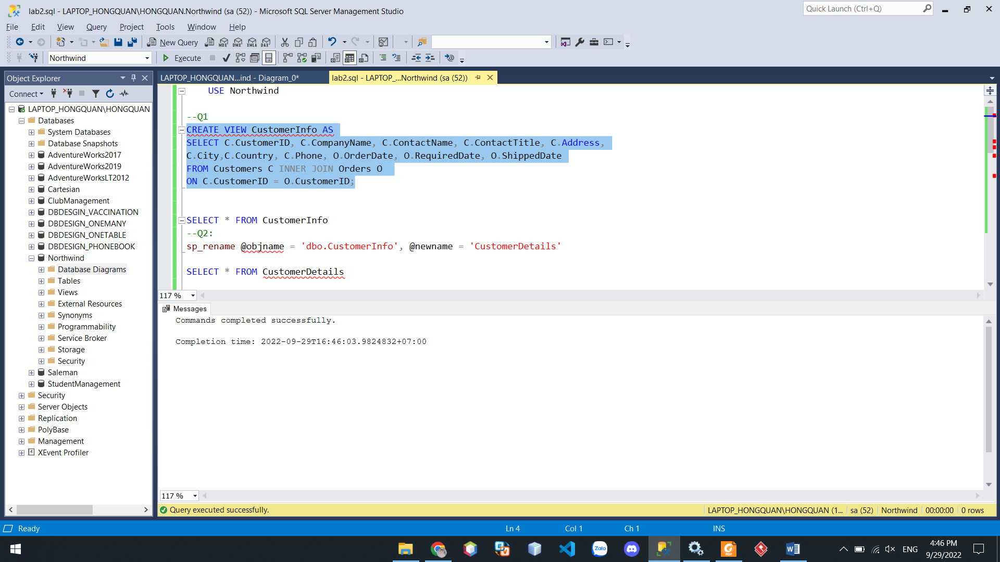 lab2.sql - LAPTOP_HONGQUAN\HONGQUAN.Northwind (sa (52)) - Microsoft SQL Server Management Studio
Quick Launch (Ctrl+Q)
File Edit View Query Project Tools Window Help
New Query MDX DMX XMLA DAX
Northwind Execute
Object Explorer
Connect
LAPTOP_HONGQUAN\HONGQUAN
Databases
System Databases
Database Snapshots
AdventureWorks2017
AdventureWorks2019
AdventureWorksLT2012
Cartesian
ClubManagement
DBDESGIN_VACCINATION
DBDESIGN_ONEMANY
DBDESIGN_ONETABLE
DBDESIGN_PHONEBOOK
Northwind
Database Diagrams
Tables
Views
External Resources
Synonyms
Programmability
Service Broker
Storage
Security
Saleman
StudentManagement
Security
Server Objects
Replication
PolyBase
Management
XEvent Profiler
LAPTOP_HONGQUAN...ind - Diagram_0*
lab2.sql - LAPTOP_...Northwind (sa (52))
USE Northwind
--Q1
CREATE VIEW CustomerInfo AS
SELECT C.CustomerID, C.CompanyName, C.ContactName, C.ContactTitle, C.Address,
C.City,C.Country, C.Phone, O.OrderDate, O.RequiredDate, O.ShippedDate
FROM Customers C INNER JOIN Orders O
ON C.CustomerID = O.CustomerID;
SELECT * FROM CustomerInfo
--Q2:
sp_rename @objname = 'dbo.CustomerInfo', @newname = 'CustomerDetails'
SELECT * FROM CustomerDetails
117 %
Messages
Commands completed successfully.
Completion time: 2022-09-29T16:46:03.9824832+07:00
117 %
Query executed successfully.
LAPTOP_HONGQUAN\HONGQUAN (1... sa (52) Northwind 00:00:00 0 rows
Ready Ln 4 Col 1 Ch 1 INS
Zalo
PDF
ENG
4:46 PM
9/29/2022